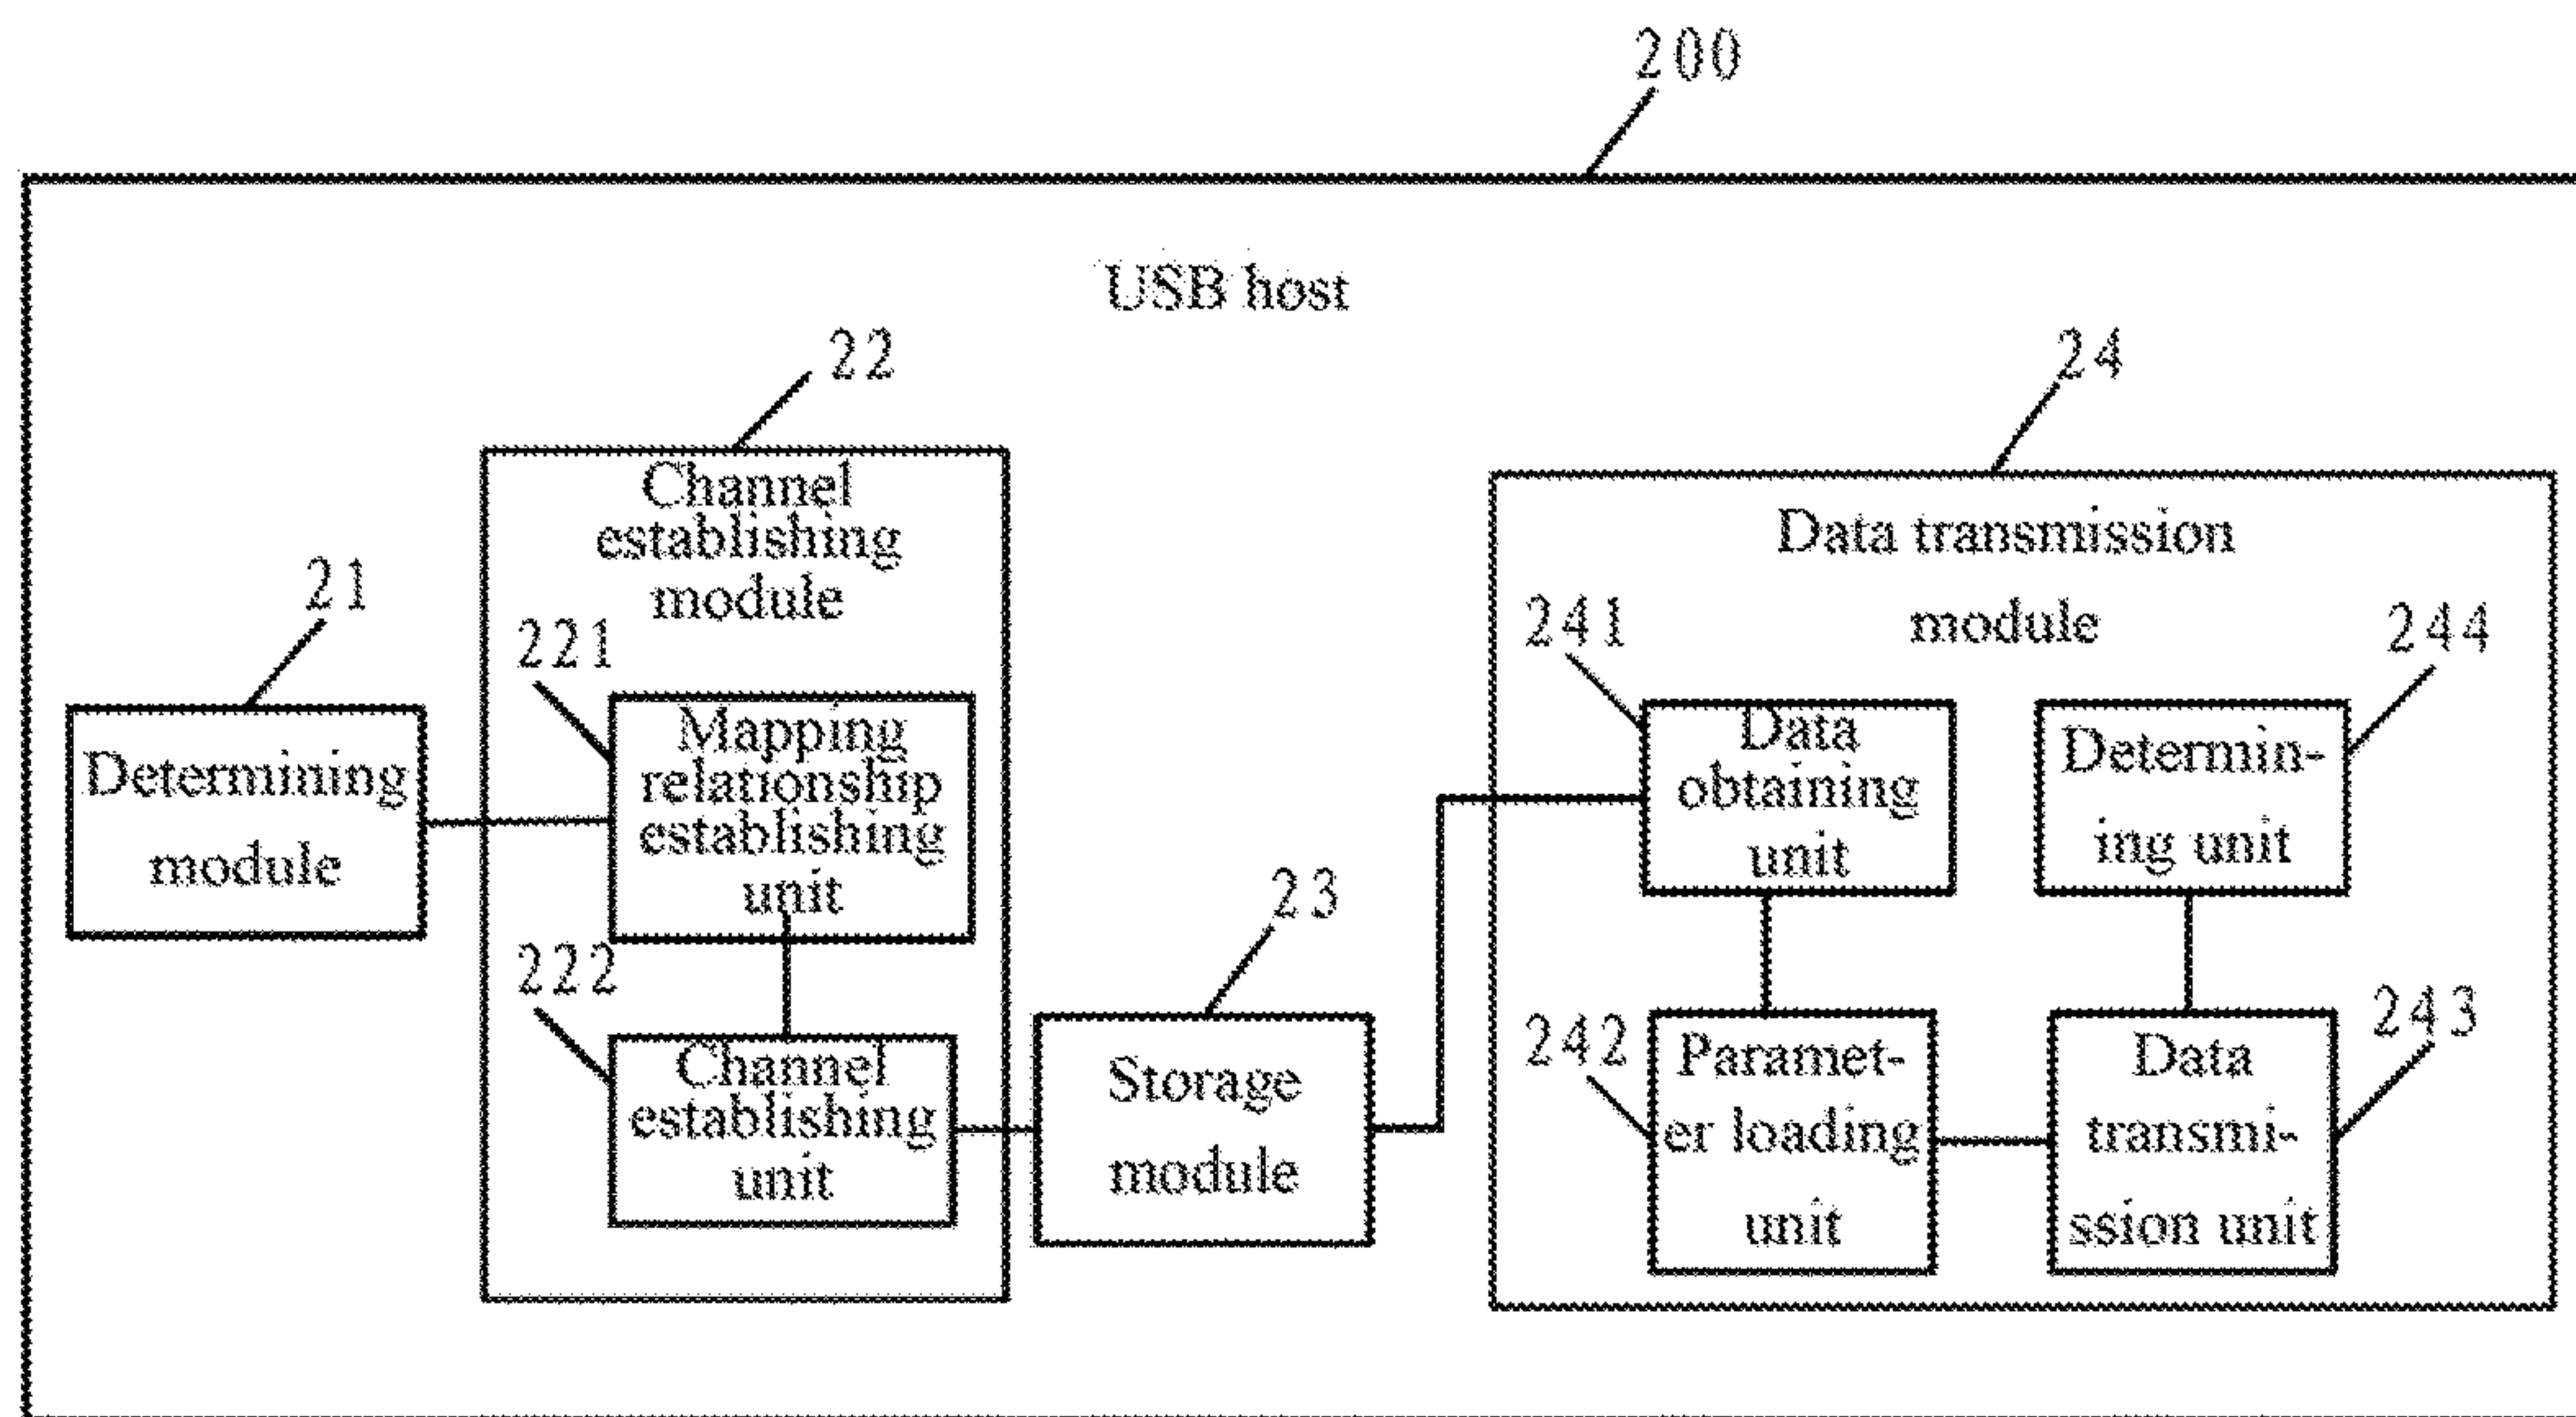 200
USB host
22
24
Channel
establishing
module
Data transmission
module
21
221
241
244
Determining
module
Mapping
relationship
establishing
unit
Data
obtaining
unit
Determin-
ing unit
23
222
Channel
establishing
unit
Storage
module
242
Paramet-
er loading
unit
243
Data
transmi-
ssion unit